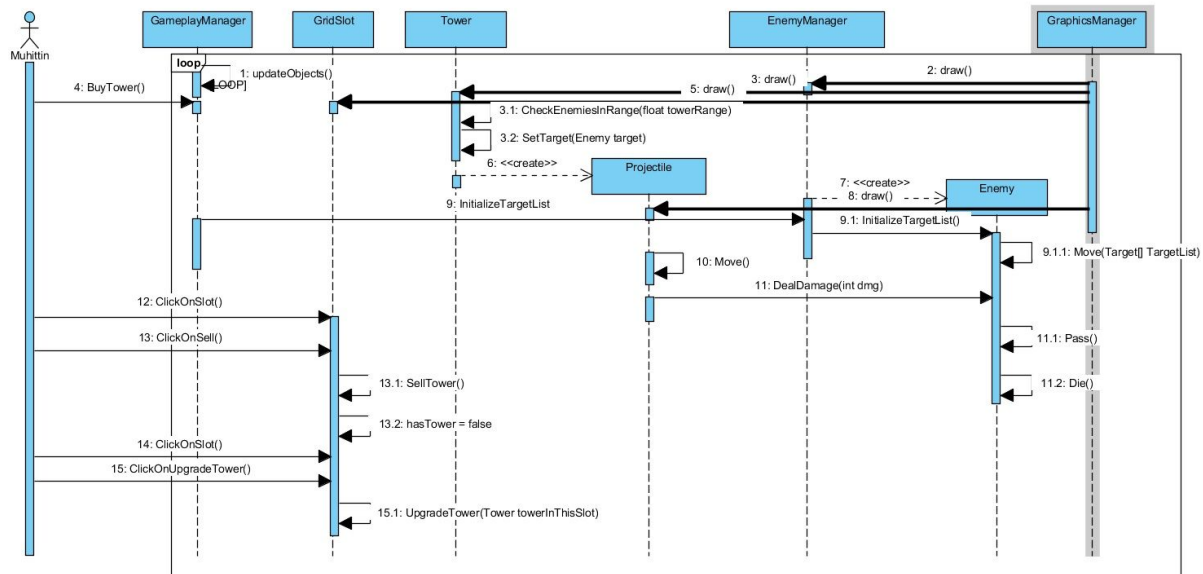 GameplayManager
GridSlot
Tower
EnemyManager
GraphicsManager
Muhittin
loop
1: updateObjects()
LOOP]
2: draw()
3: draw()
4: BuyTower()
5: draw()
3.1: CheckEnemiesInRange(float towerRange)
3.2: SetTarget(Enemy target)
6: <<create>>
Projectile
7: <<create>>
Enemy
8: draw()
9: InitializeTargetList
9.1: InitializeTargetList()
9.1.1: Move(Target[] TargetList)
10: Move()
11: DealDamage(int dmg)
12: ClickOnSlot()
13: ClickOnSell()
11.1: Pass()
13.1: SellTower()
11.2: Die()
13.2: hasTower = false
14: ClickOnSlot()
15: ClickOnUpgradeTower()
15.1: UpgradeTower(Tower towerInThisSlot)